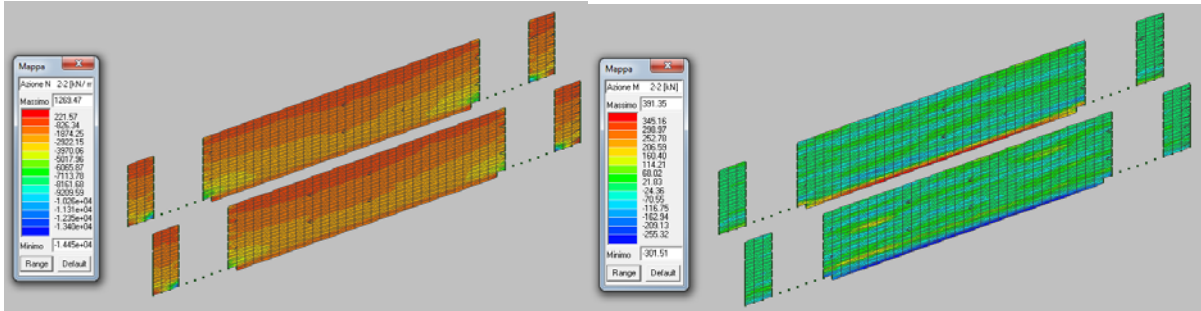 Mappa
Azione N 2-2 [kN/ m
Massimo 1269.47
221.57
-826.34
-1874.25
-2922.15
-3970.06
-5017.96
-6065.87
-7113.78
-8161.68
-9209.59
-1.026e+04
-1.131e+04
-1.235e+04
-1.340e+04
Minimo -1.445e+04
Range Default
Mappa
Azione M 2-2 [kN]
Massimo 391.35
345.16
298.97
252.78
206.59
160.40
114.21
68.02
21.83
-24.36
-70.55
-116.75
-162.94
-209.13
-255.32
Minimo -301.51
Range Default